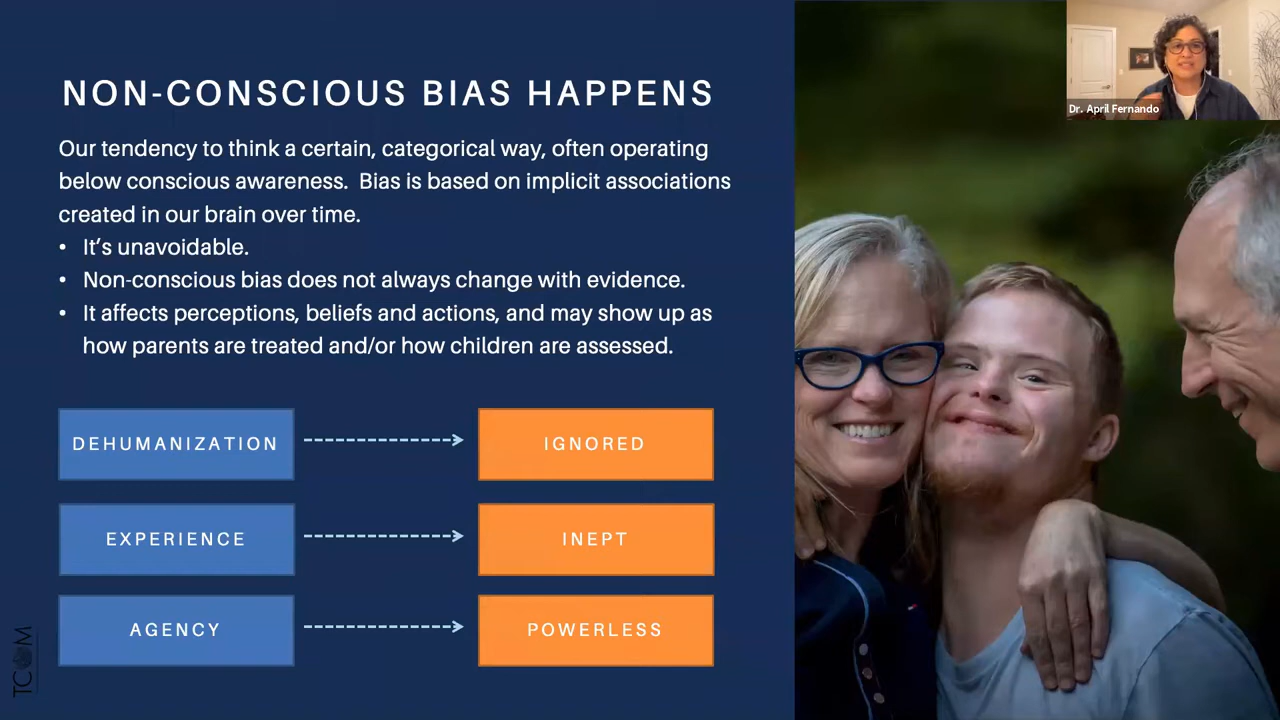 NON-CONSCIOUS BIAS HAPPENS
Our tendency to think a certain, categorical way, often operating
below conscious awareness.  Bias is based on implicit associations
created in our brain over time.
• It’s unavoidable.
• Non-conscious bias does not always change with evidence.
• It affects perceptions, beliefs and actions, and may show up as
how parents are treated and/or how children are assessed.
DEHUMANIZATION
IGNORED
EXPERIENCE
INEPT
AGENCY
POWERLESS
TCOM
Dr. April Fernando